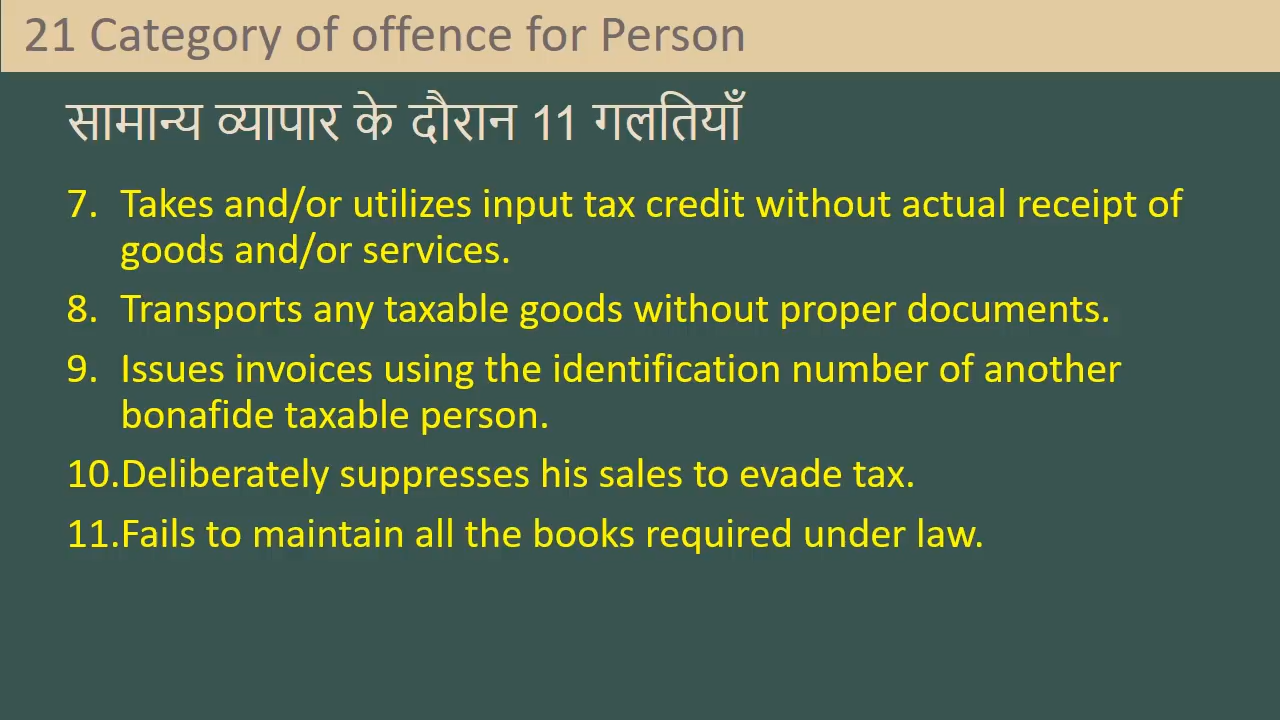 21 Category of offence for Person
सामान्य व्यापार के दौरान 11 गलतियाँ
7. Takes and/or utilizes input tax credit without actual receipt of
goods and/or services.
8. Transports any taxable goods without proper documents.
9. Issues invoices using the identification number of another
bonafide taxable person.
10.Deliberately suppresses his sales to evade tax.
11.Fails to maintain all the books required under law.